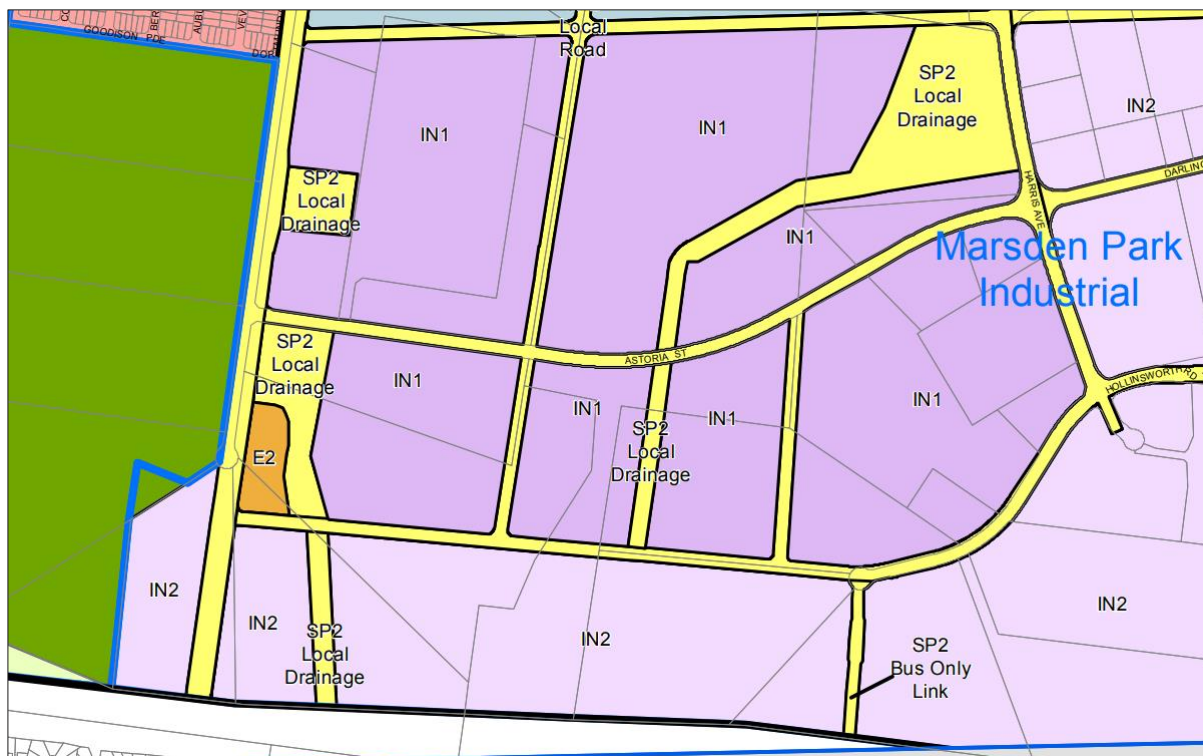 GOODISON PDE
Local
Road
SP2
Local
Drainage
IN2
IN1
IN1
DARLING
HARRIS AVE
SP2
Local
Drainage
IN1
Marsden Park
Industrial
SP2
Local
Drainage
ASTORIA ST
IN1
IN1
IN1
IN1
HOLLINSWORTH RD
SP2
Local
Drainage
E2
IN2
IN2
SP2
Local
Drainage
IN2
IN2
SP2
Bus Only
Link